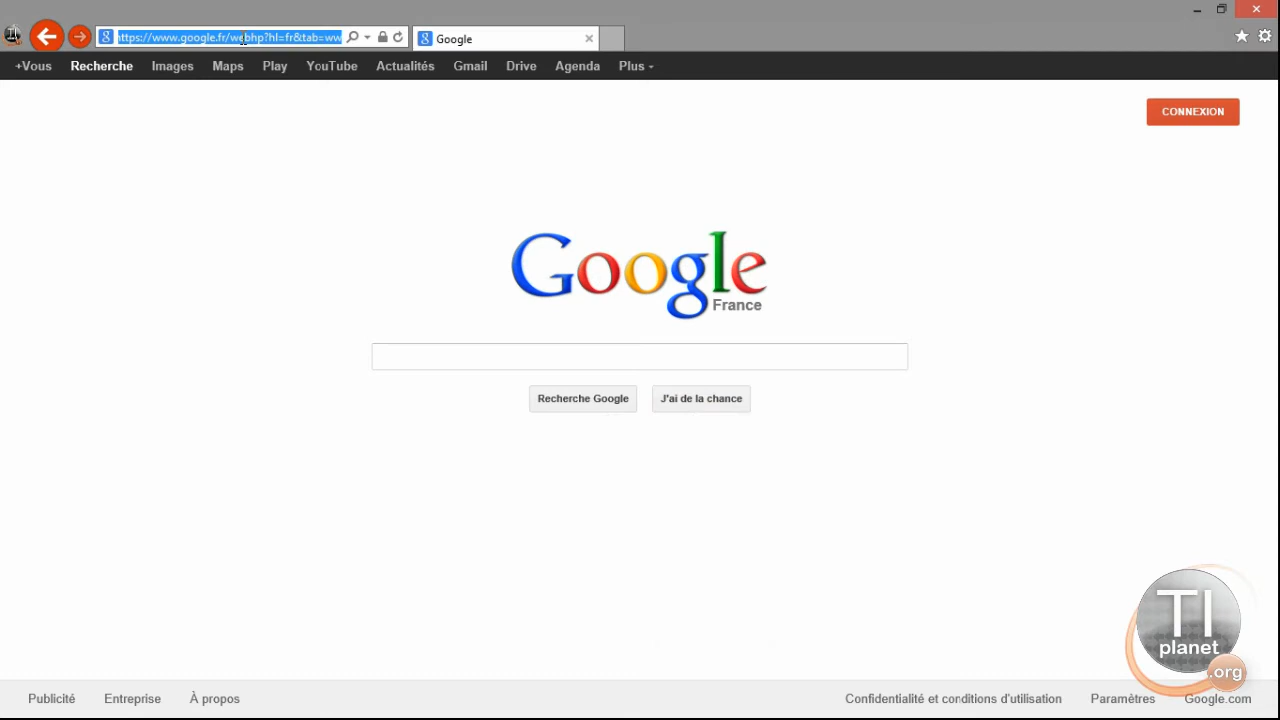 https://www.google.fr/webhp?hl=fr&tab=ww
Google
+Vous Recherche Images Maps Play YouTube Actualités Gmail Drive Agenda Plus
CONNEXION
Google
France
Recherche Google J'ai de la chance
TI
planet
.org
Publicité Entreprise À propos Confidentialité et conditions d'utilisation Paramètres Google.com